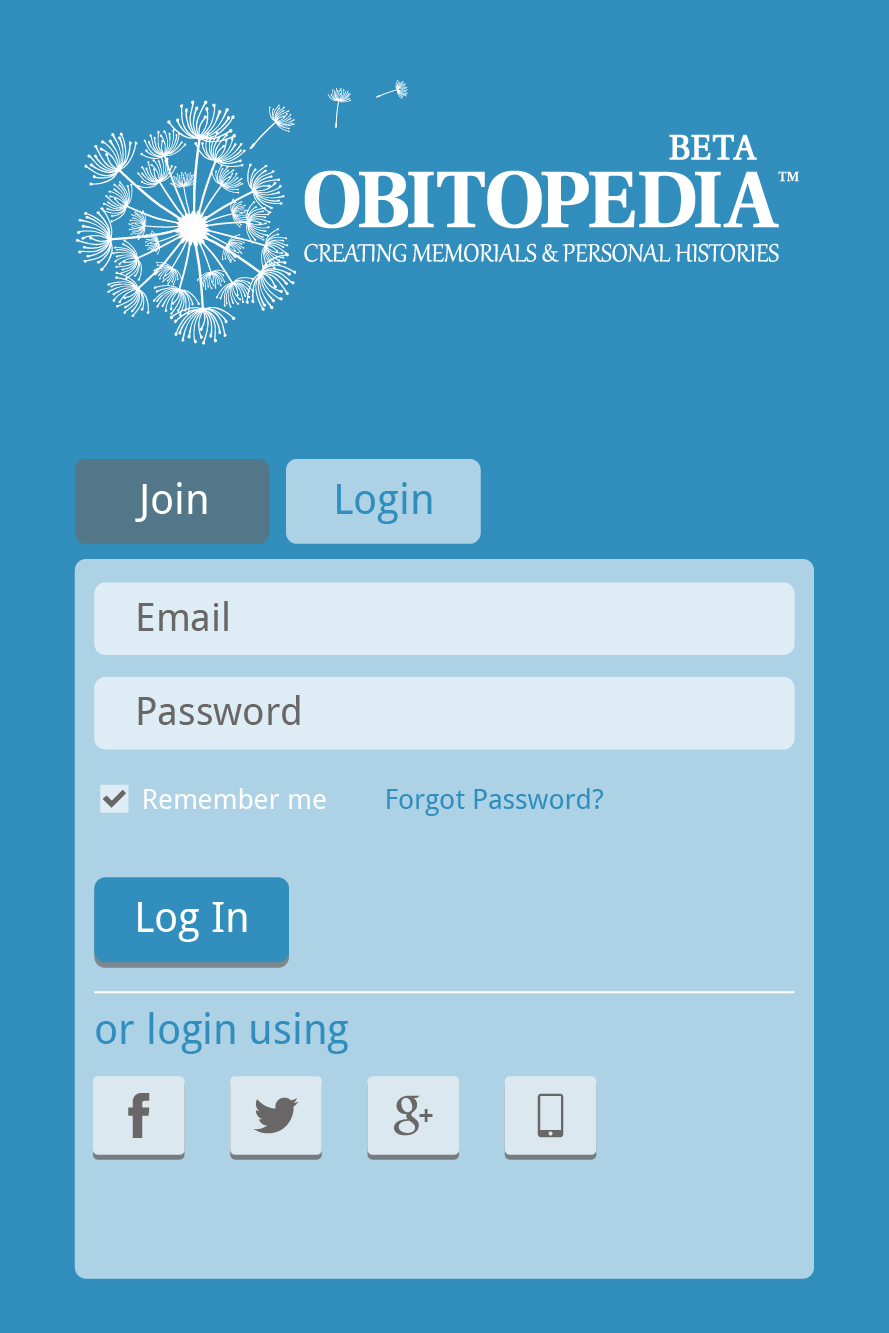 BETA
OBITOPEDIA™
CREATING MEMORIALS & PERSONAL HISTORIES
Join Login
Email
Password
Remember me Forgot Password?
Log In
or login using
f g+